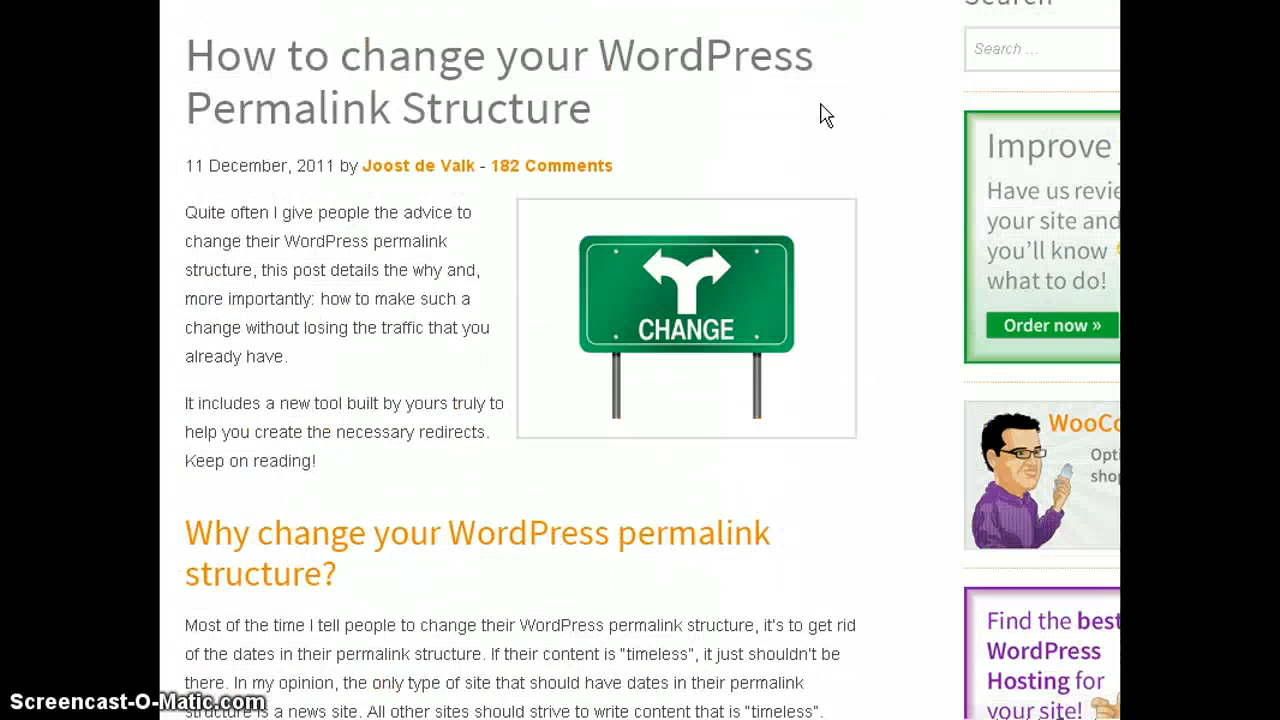 Search
How to change your WordPress
Permalink Structure
11 December, 2011 by Joost de Valk - 182 Comments
Quite often I give people the advice to
change their WordPress permalink
structure, this post details the why and,
more importantly: how to make such a
change without losing the traffic that you
already have.
It includes a new tool built by yours truly to
help you create the necessary redirects.
Keep on reading!
CHANGE
Why change your WordPress permalink
structure?
Most of the time I tell people to change their WordPress permalink structure, it's to get rid
of the dates in their permalink structure. If their content is "timeless", it just shouldn't be
there. In my opinion, the only type of site that should have dates in their permalink
structure is a news site. All other sites should strive to write content that is "timeless".
Search ...
Improve
Have us revie
your site and
you'll know
what to do!
Order now »
WooCo
Opti
shop
Find the best
WordPress
Hosting for
your site!
Screencast-O-Matic.com